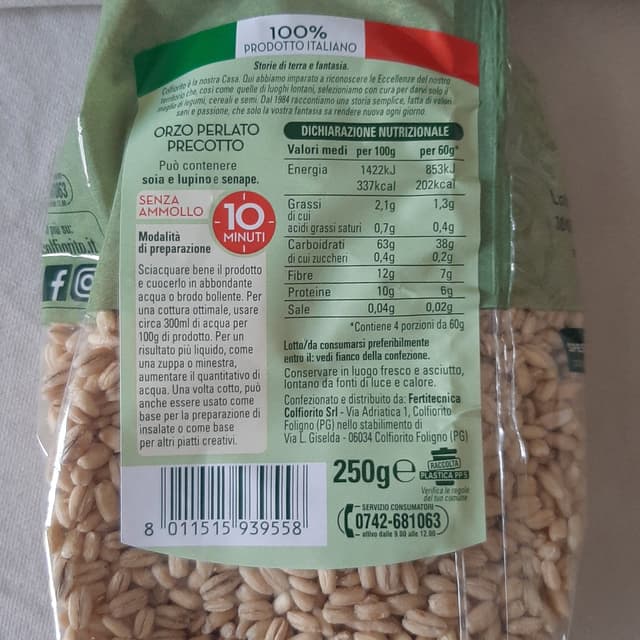 100%
PRODOTTO ITALIANO
Storie di terra e fantasia.
Colfiorito è la nostra Casa. Qui abbiamo imparato a riconoscere le Eccellenze del nostro
territorio che, così come quelle di luoghi lontani, selezioniamo con cura per darvi solo il
meglio di legumi, cereali e semi. Dal 1984 raccontiamo una storia semplice, fatta di valori
sani e passione, che solo la vostra fantasia sa rendere nuova ogni giorno.
ORZO PERLATO
PRECOTTO
Può contenere
soia e lupino e senape.
SENZA
AMMOLLO
10
MINUTI
Modalità
di preparazione
Sciacquare bene il prodotto
e cuocerlo in abbondante
acqua o brodo bollente. Per
una cottura ottimale, usare
circa 300ml di acqua per
100g di prodotto. Per un
risultato più liquido, come
una zuppa o minestra,
aumentare il quantitativo di
acqua. Una volta cotto, può
anche essere usato come
base per la preparazione di
insalate o come base
per altri piatti creativi.
DICHIARAZIONE NUTRIZIONALE
Valori medi per 100g per 60g*
Energia 1422kJ 853kJ
337kcal 202kcal
Grassi 2,1g 1,3g
di cui
acidi grassi saturi 0,7g 0,4g
Carboidrati 63g 38g
di cui zuccheri 0,4g 0,2g
Fibre 12g 7g
Proteine 10g 6g
Sale 0,04g 0,02g
*Contiene 4 porzioni da 60g
Lotto/da consumarsi preferibilmente
entro il: vedi fianco della confezione.
Conservare in luogo fresco e asciutto,
lontano da fonti di luce e calore.
Confezionato e distribuito da: Fertitecnica
Colfiorito Srl - Via Adriatica 1, Colfiorito
Foligno (PG) nello stabilimento di
Via L. Giselda - 06034 Colfiorito Foligno (PG)
250g e
RACCOLTA
PLASTICA PP5
Verifica le regole
del tuo comune
SERVIZIO CONSUMATORI
0742-681063
attivo dalle 9.00 alle 12.00
8 011515 939558